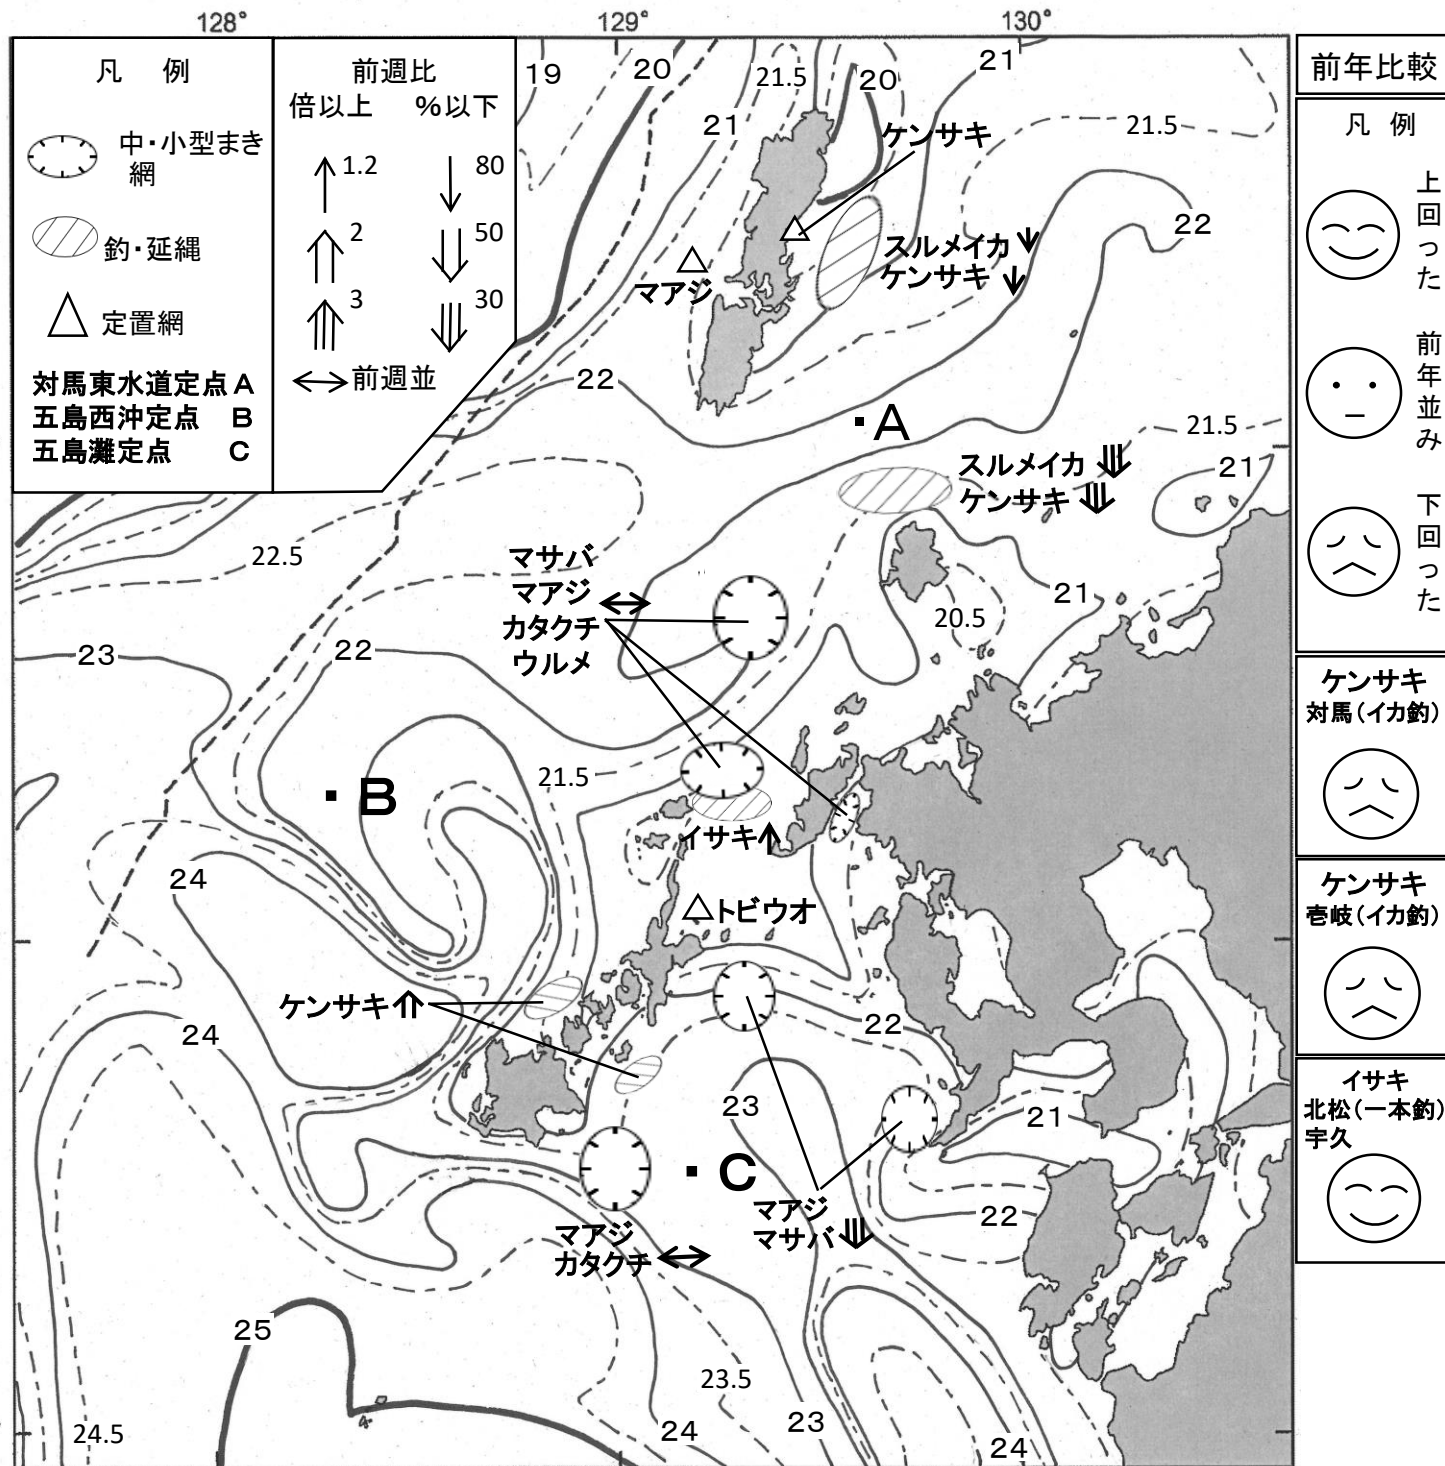 128°
129°
130°
凡 例
中・小型まき
網
釣・延縄
定置網
対馬東水道定点 A
五島西沖定点 B
五島灘定点 C
前週比
倍以上 %以下
1.2 80
2 50
3 30
前週並
19
20
21.5
20
21
21
21.5
ケンサキ
22
スルメイカ
ケンサキ
マアジ
22
A
21.5
スルメイカ
ケンサキ
21
22.5
マサバ
マアジ
カタクチ
ウルメ
21
20.5
23
22
21.5
B
イサキ
24
トビウオ
ケンサキ
24
22
23
21
C
マアジ
マサバ
22
マアジ
カタクチ
25
23.5
24.5
24
23
24
前年比較
凡 例
上回った
前年並み
下回った
ケンサキ
対馬(イカ釣)
ケンサキ
壱岐(イカ釣)
イサキ
北松(一本釣)
宇久